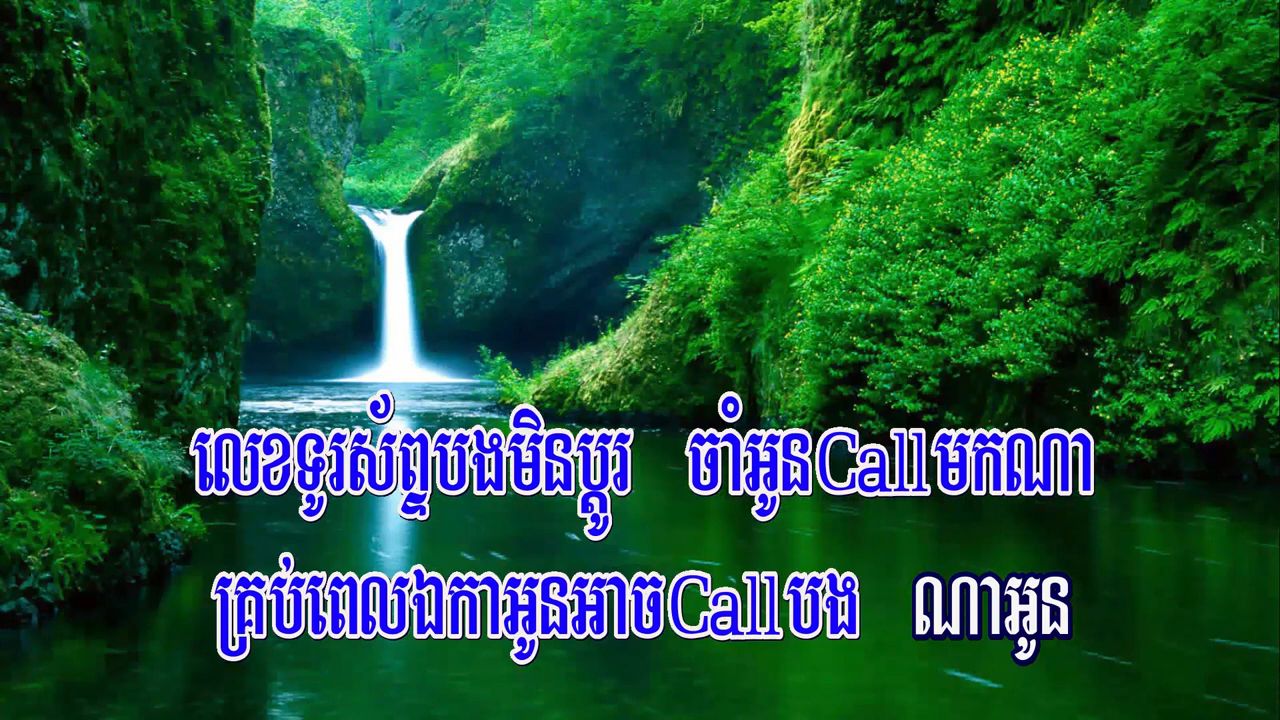 លេខទូរស័ព្ទបងមិនប្ដូរ ចាំអូនCallមកណា
គ្រប់ពេលឯកាអូនអាចCallបង ណាអូន